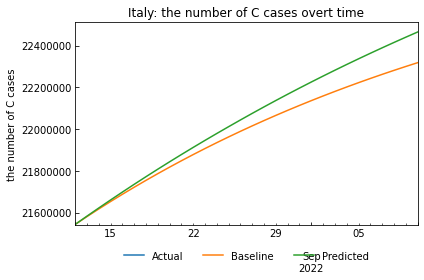 Italy: the number of C cases overt time
the number of C cases
22400000
22200000
22000000
21800000
21600000
15
22
29
Sep
2022
05
Actual
Baseline
Predicted